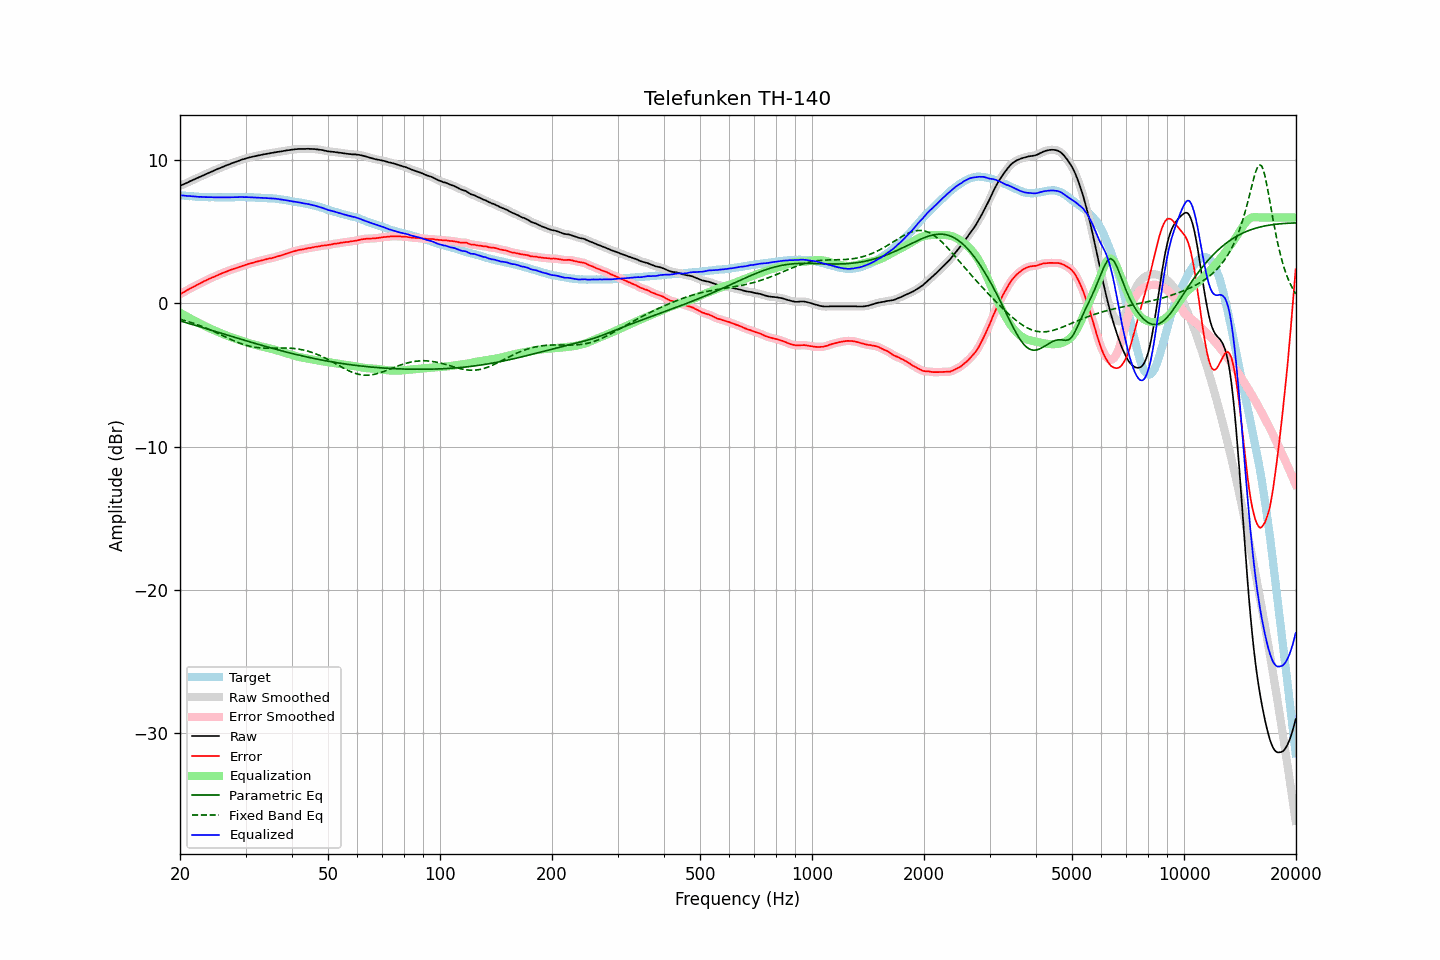 Telefunken TH-140
Amplitude (dBr)
10
0
−10
−20
−30
Target
Raw Smoothed
Error Smoothed
Raw
Error
Equalization
Parametric Eq
Fixed Band Eq
Equalized
20 50 100 200 500 1000 2000 5000 10000 20000
Frequency (Hz)